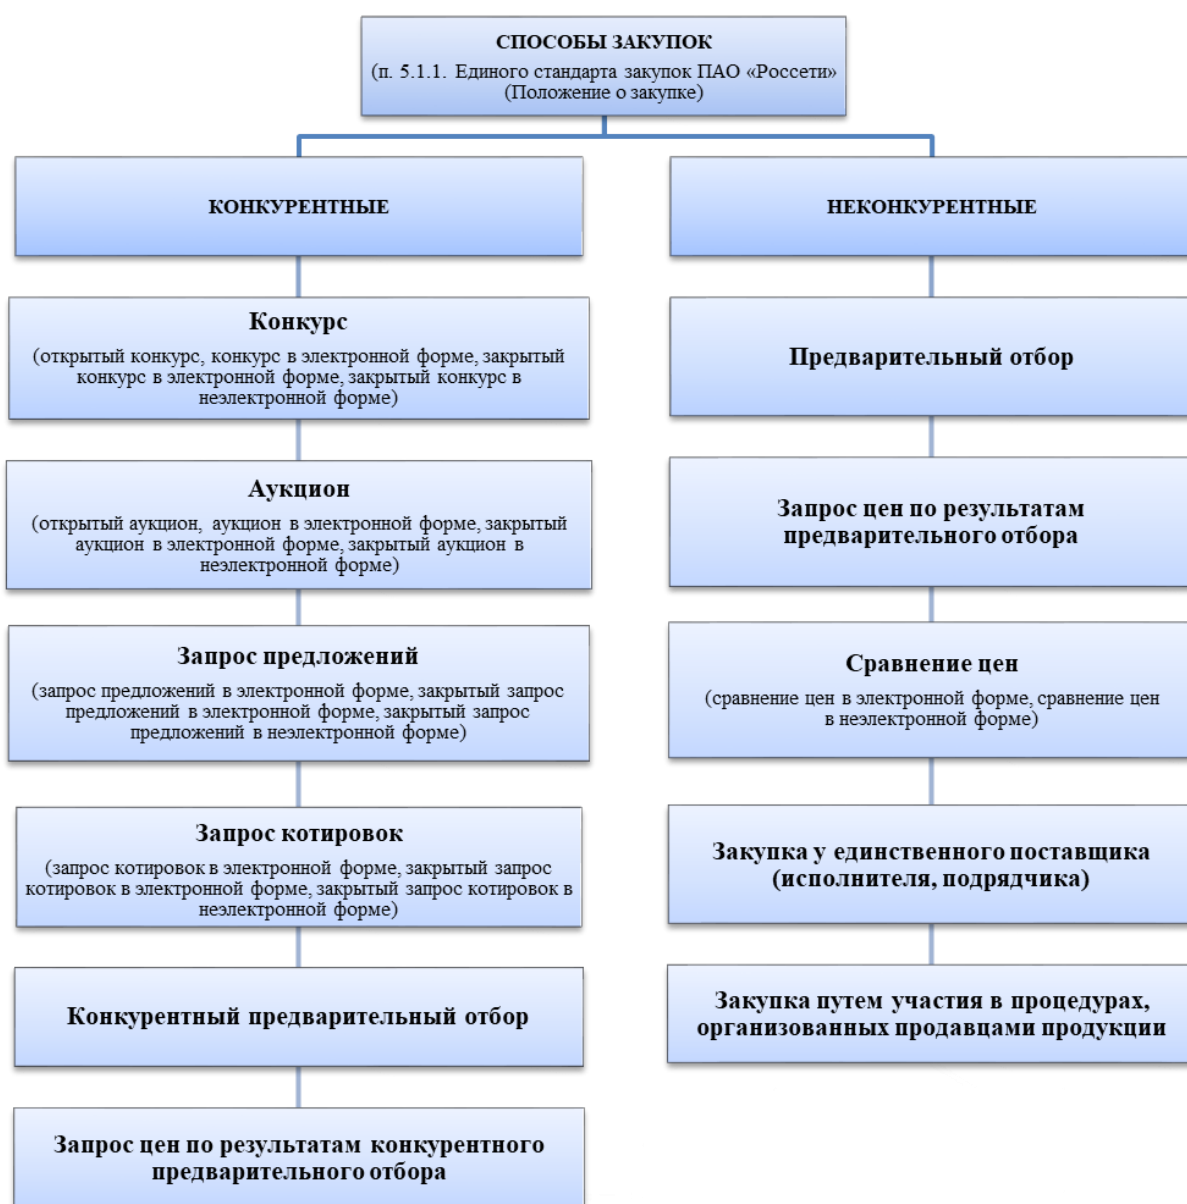 СПОСОБЫ ЗАКУПОК
(п. 5.1.1. Единого стандарта закупок ПАО «Россети»
(Положение о закупке)
КОНКУРЕНТНЫЕ
Конкурс
(открытый конкурс, конкурс в электронной форме, закрытый
конкурс в электронной форме, закрытый конкурс в
неэлектронной форме)
Аукцион
(открытый аукцион, аукцион в электронной форме, закрытый
аукцион в электронной форме, закрытый аукцион в
неэлектронной форме)
Запрос предложений
(запрос предложений в электронной форме, закрытый запрос
предложений в электронной форме, закрытый запрос
предложений в неэлектронной форме)
Запрос котировок
(запрос котировок в электронной форме, закрытый запрос
котировок в электронной форме, закрытый запрос котировок в
неэлектронной форме)
Конкурентный предварительный отбор
Запрос цен по результатам конкурентного
предварительного отбора
НЕКОНКУРЕНТНЫЕ
Предварительный отбор
Запрос цен по результатам
предварительного отбора
Сравнение цен
(сравнение цен в электронной форме, сравнение цен
в неэлектронной форме)
Закупка у единственного поставщика
(исполнителя, подрядчика)
Закупка путем участия в процедурах,
организованных продавцами продукции